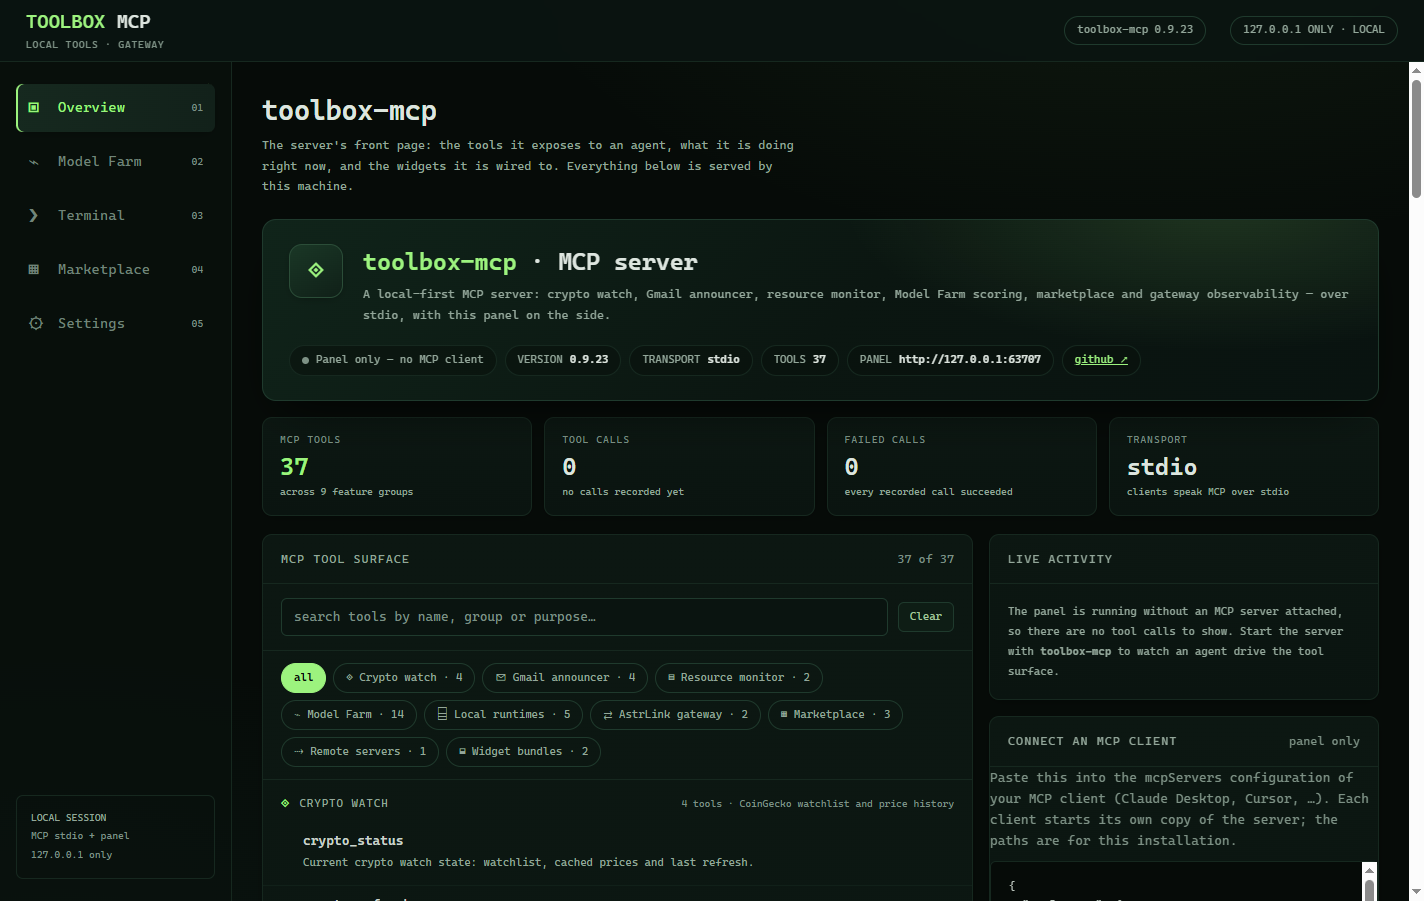 TOOLBOX MCP
LOCAL TOOLS · GATEWAY
toolbox-mcp 0.9.23
127.0.0.1 ONLY · LOCAL
Overview 01
Model Farm 02
Terminal 03
Marketplace 04
Settings 05
LOCAL SESSION
MCP stdio + panel
127.0.0.1 only
toolbox-mcp
The server's front page: the tools it exposes to an agent, what it is doing
right now, and the widgets it is wired to. Everything below is served by
this machine.
toolbox-mcp · MCP server
A local-first MCP server: crypto watch, Gmail announcer, resource monitor, Model Farm scoring, marketplace and gateway observability — over
stdio, with this panel on the side.
Panel only — no MCP client
VERSION 0.9.23
TRANSPORT stdio
TOOLS 37
PANEL http://127.0.0.1:63707
github ↗
MCP TOOLS
37
across 9 feature groups
TOOL CALLS
0
no calls recorded yet
FAILED CALLS
0
every recorded call succeeded
TRANSPORT
stdio
clients speak MCP over stdio
MCP TOOL SURFACE 37 of 37
search tools by name, group or purpose…
Clear
all
Crypto watch · 4
Gmail announcer · 4
Resource monitor · 2
Model Farm · 14
Local runtimes · 5
AstrLink gateway · 2
Marketplace · 3
Remote servers · 1
Widget bundles · 2
CRYPTO WATCH 4 tools · CoinGecko watchlist and price history
crypto_status
Current crypto watch state: watchlist, cached prices and last refresh.
LIVE ACTIVITY
The panel is running without an MCP server attached,
so there are no tool calls to show. Start the server
with toolbox-mcp to watch an agent drive the tool
surface.
CONNECT AN MCP CLIENT panel only
Paste this into the mcpServers configuration of
your MCP client (Claude Desktop, Cursor, …). Each
client starts its own copy of the server; the
paths are for this installation.
{